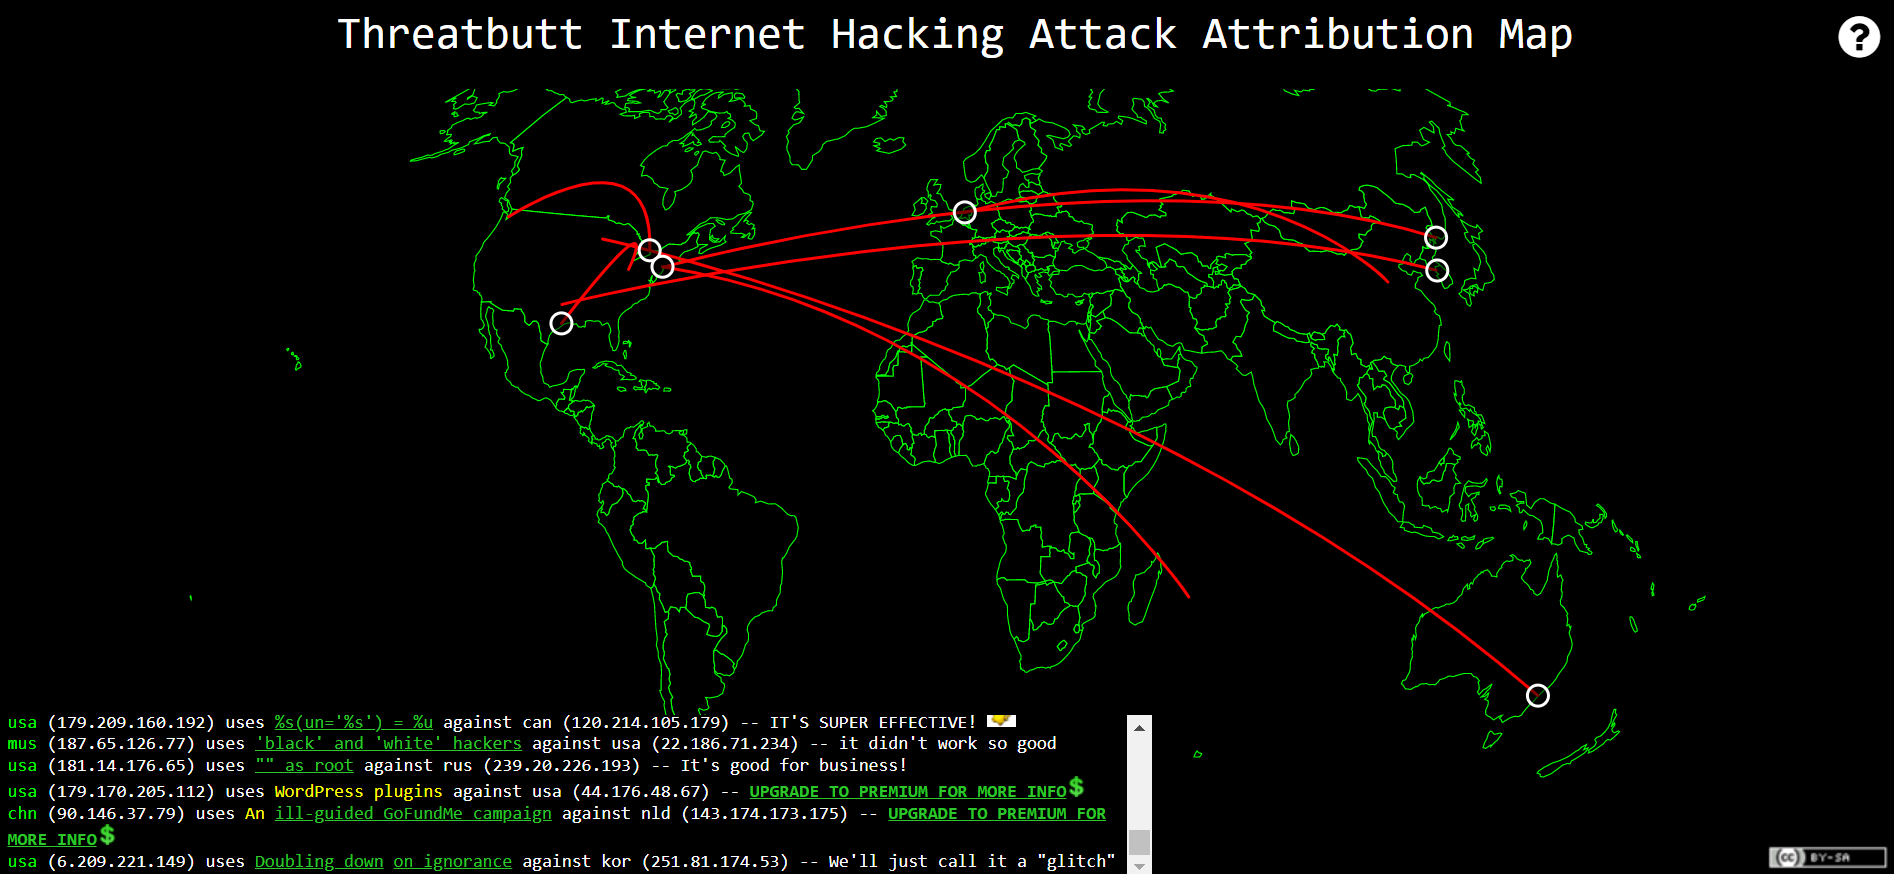 Threatbutt Internet Hacking Attack Attribution Map
?
usa (179.209.160.192) uses %s(un='%s') = %u against can (120.214.105.179) -- IT'S SUPER EFFECTIVE!
mus (187.65.126.77) uses 'black' and 'white' hackers against usa (22.186.71.234) -- it didn't work so good
usa (181.14.176.65) uses "" as root against rus (239.20.226.193) -- It's good for business!
usa (179.170.205.112) uses WordPress plugins against usa (44.176.48.67) -- UPGRADE TO PREMIUM FOR MORE INFO$
chn (90.146.37.79) uses An ill-guided GoFundMe campaign against nld (143.174.173.175) -- UPGRADE TO PREMIUM FOR
MORE INFO$
usa (6.209.221.149) uses Doubling down on ignorance against kor (251.81.174.53) -- We'll just call it a "glitch"
cc BY-SA